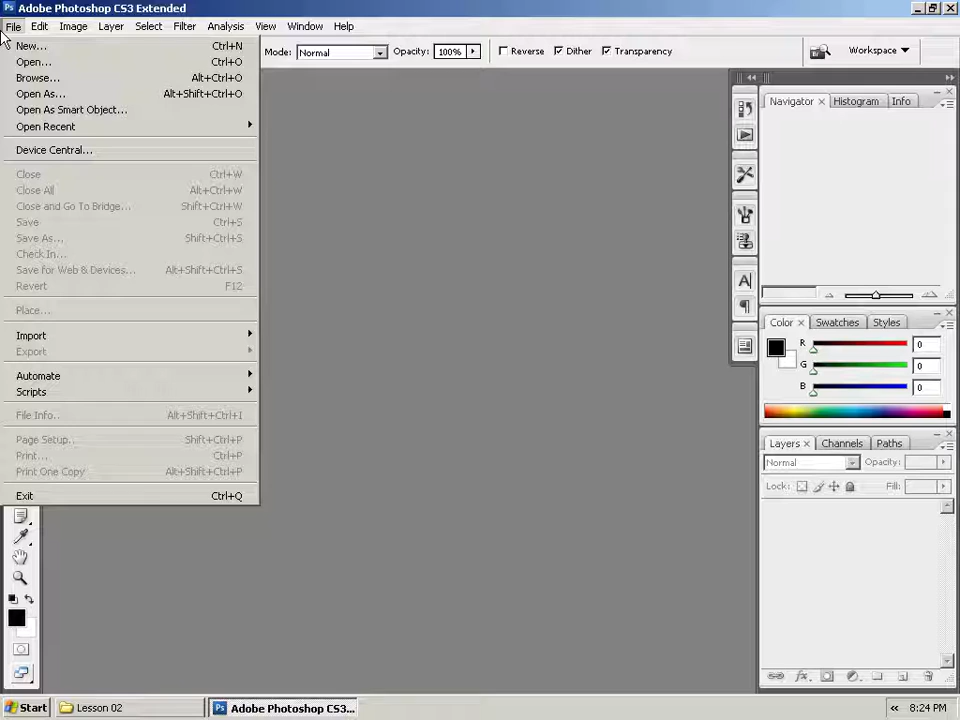 Adobe Photoshop CS3 Extended
File Edit Image Layer Select Filter Analysis View Window Help
Mode: Normal Opacity: 100% Reverse Dither Transparency Workspace
New... Ctrl+N
Open... Ctrl+O
Browse... Alt+Ctrl+O
Open As... Alt+Shift+Ctrl+O
Open As Smart Object...
Open Recent
Device Central...
Close Ctrl+W
Close All Alt+Ctrl+W
Close and Go To Bridge... Shift+Ctrl+W
Save Ctrl+S
Save As... Shift+Ctrl+S
Check In...
Save for Web & Devices... Alt+Shift+Ctrl+S
Revert F12
Place...
Import
Export
Automate
Scripts
File Info... Alt+Shift+Ctrl+I
Page Setup... Shift+Ctrl+P
Print... Ctrl+P
Print One Copy Alt+Shift+Ctrl+P
Exit Ctrl+Q
Navigator Histogram Info
Color Swatches Styles
R 0
G 0
B 0
Layers Channels Paths
Normal Opacity:
Lock: Fill:
Start Lesson 02 Adobe Photoshop CS3... 8:24 PM